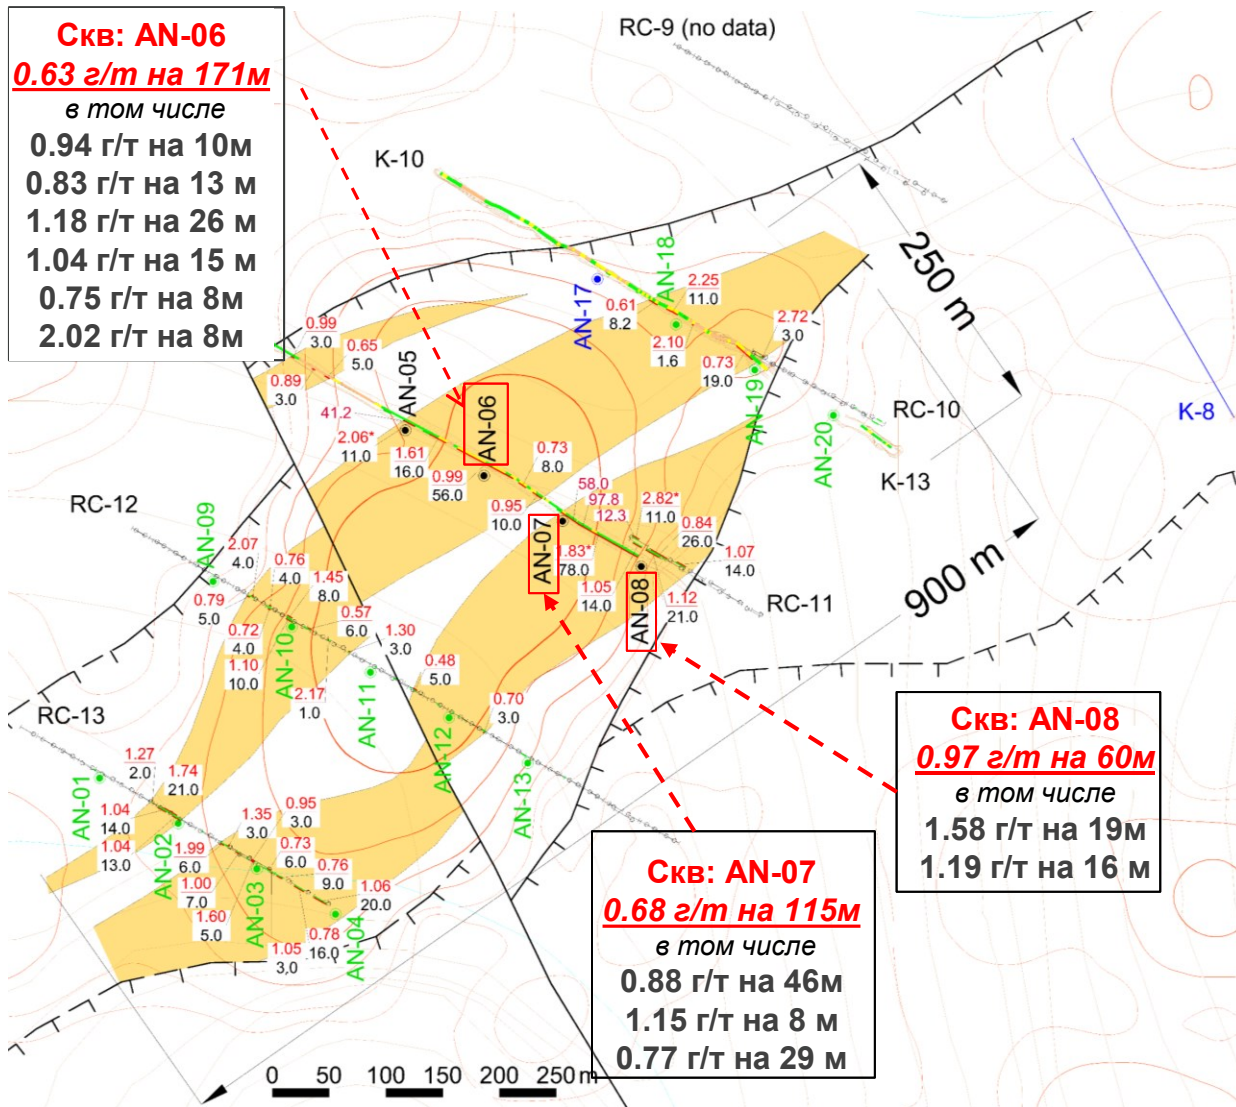 Скв: AN-06
0.63 г/т на 171м
в том числе
0.94 г/т на 10м
0.83 г/т на 13 м
1.18 г/т на 26 м
1.04 г/т на 15 м
0.75 г/т на 8м
2.02 г/т на 8м
RC-9 (no data)
K-10
250 m
AN-18
AN-17
2.25
11.0
0.61
8.2
2.10
1.6
2.72
3.0
0.73
19.0
AN-19
AN-20
RC-10
K-13
K-8
0.99
3.0
0.65
5.0
0.89
3.0
AN-05
41.2
2.06*
11.0
1.61
16.0
AN-06
0.99
56.0
0.73
8.0
58.0
97.8
12.3
0.95
10.0
AN-07
2.82*
11.0
0.84
26.0
1.83*
78.0
1.07
14.0
1.05
14.0
AN-08
1.12
21.0
RC-11
900 m
RC-12
AN-09
2.07
4.0
0.76
4.0
1.45
8.0
0.79
5.0
0.57
6.0
0.72
4.0
1.10
10.0
AN-10
1.30
3.0
0.48
5.0
2.17
1.0
AN-11
0.70
3.0
AN-12
AN-13
RC-13
1.27
2.0
1.74
21.0
AN-01
1.04
14.0
1.04
13.0
AN-02
1.35
3.0
0.95
3.0
0.73
6.0
1.99
6.0
0.76
9.0
1.00
7.0
1.06
20.0
1.60
5.0
AN-03
0.78
16.0
1.05
3,0
AN-04
Скв: AN-08
0.97 г/т на 60м
в том числе
1.58 г/т на 19м
1.19 г/т на 16 м
Скв: AN-07
0.68 г/т на 115м
в том числе
0.88 г/т на 46м
1.15 г/т на 8 м
0.77 г/т на 29 м
0 50 100 150 200 250 m